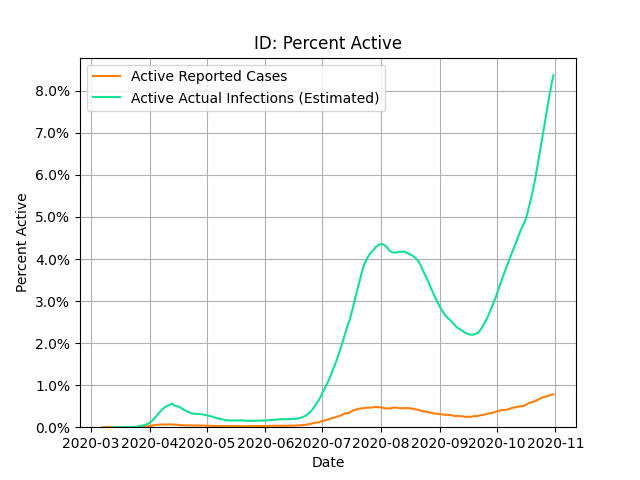 ID: Percent Active
Active Reported Cases
Active Actual Infections (Estimated)
8.0%
7.0%
6.0%
5.0%
4.0%
3.0%
2.0%
1.0%
0.0%
Percent Active
2020-03 2020-04 2020-05 2020-06 2020-07 2020-08 2020-09 2020-10 2020-11
Date